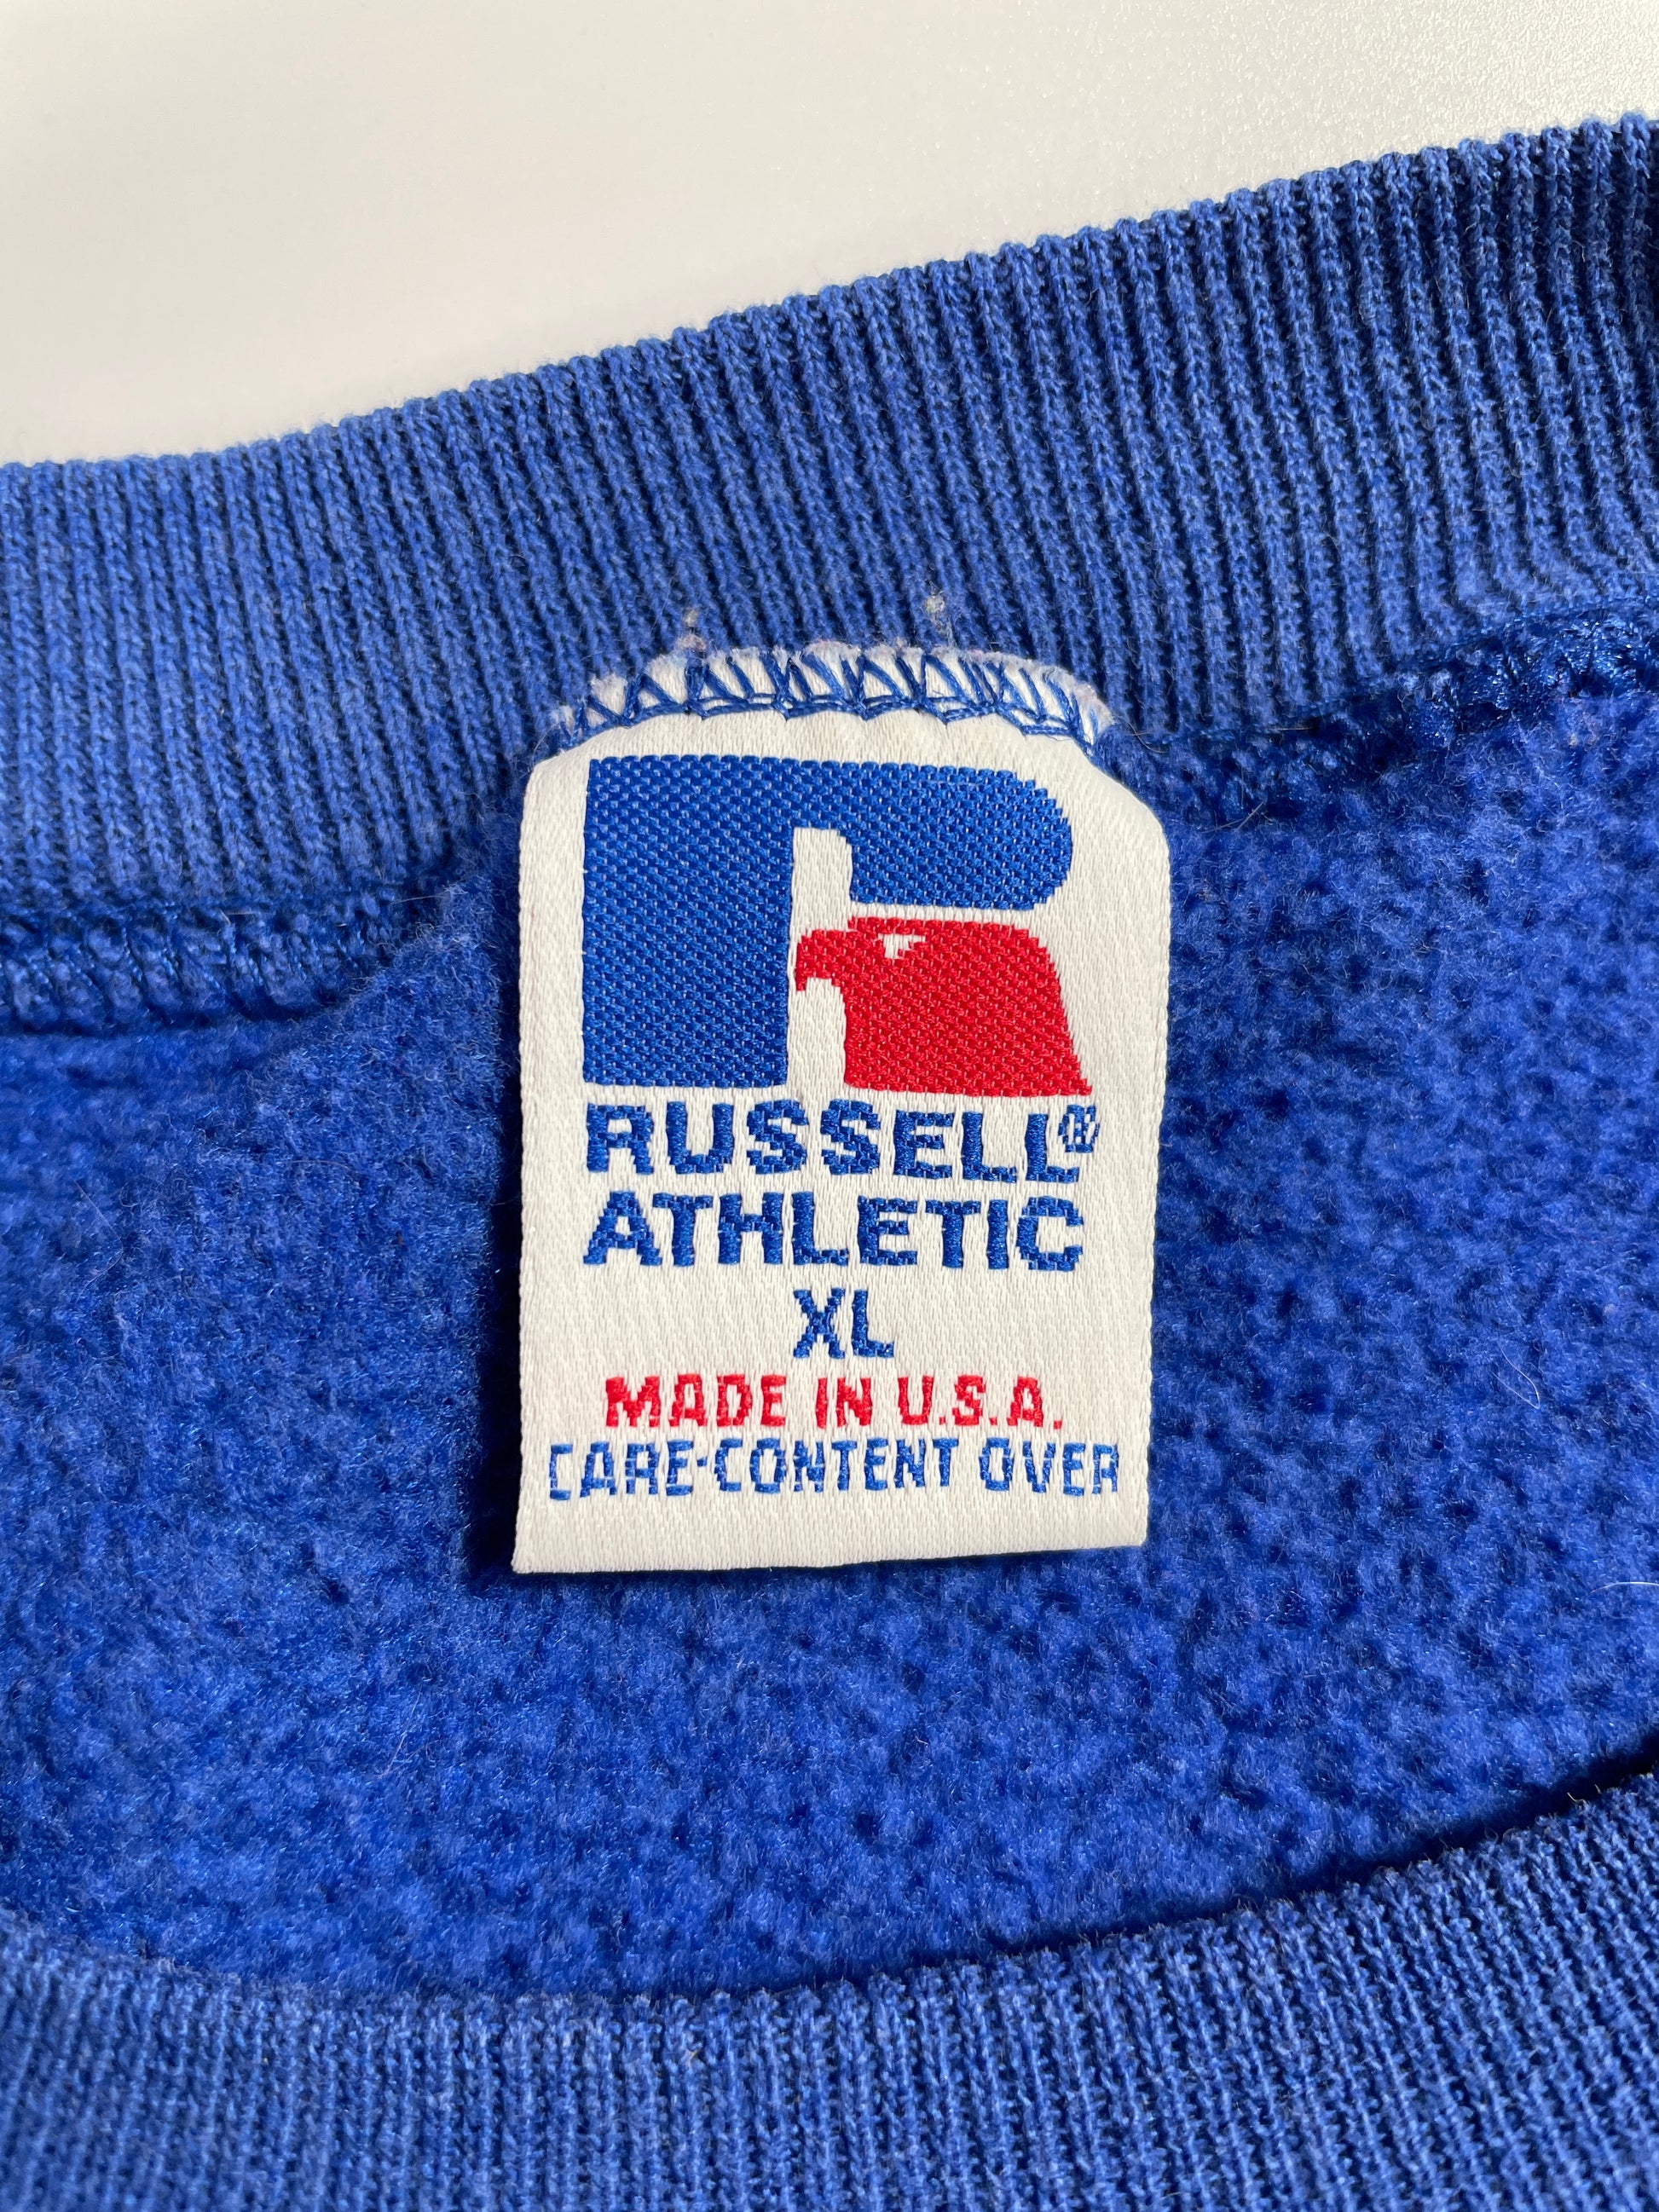 RUSSELL®
ATHLETIC
XL
MADE IN U.S.A.
CARE-CONTENT OVER